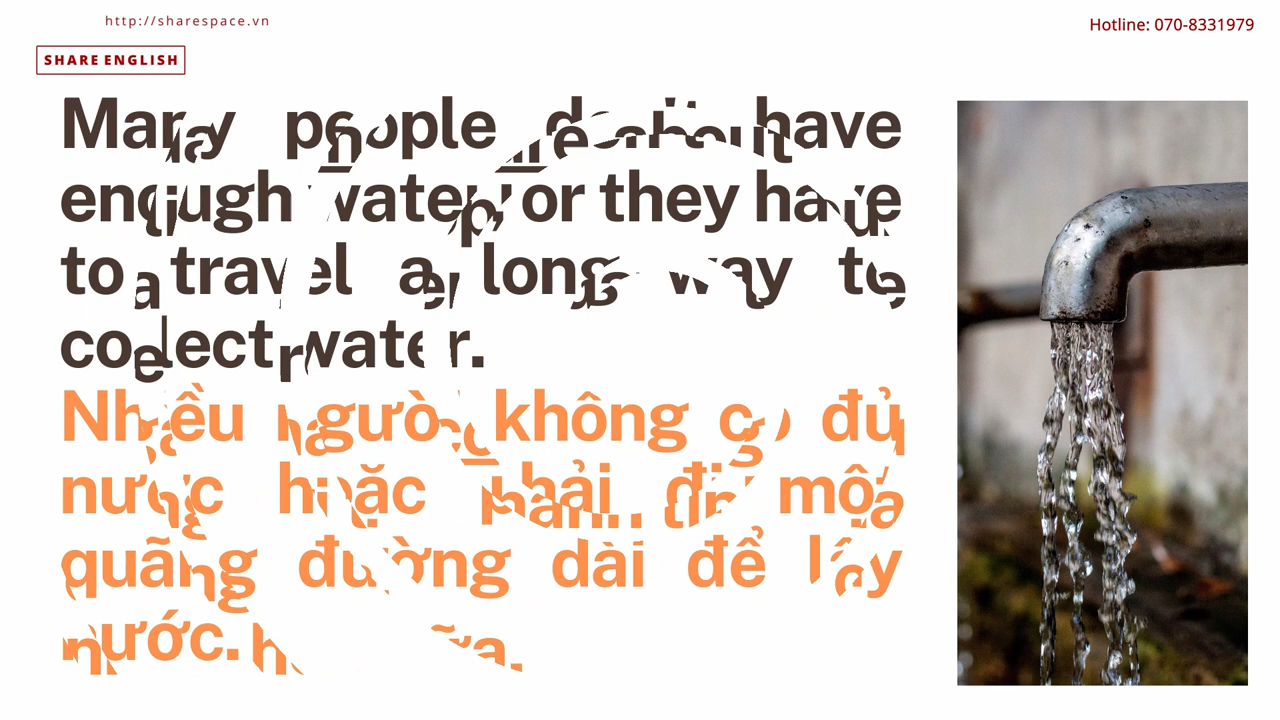 http://sharespace.vn
Hotline: 070-8331979
SHARE ENGLISH
Many people don't have
enough water, or they have
to travel a long way to
collect water.
Nhiều người không có đủ
nước hoặc phải đi một
quãng đường dài để lấy
nước.